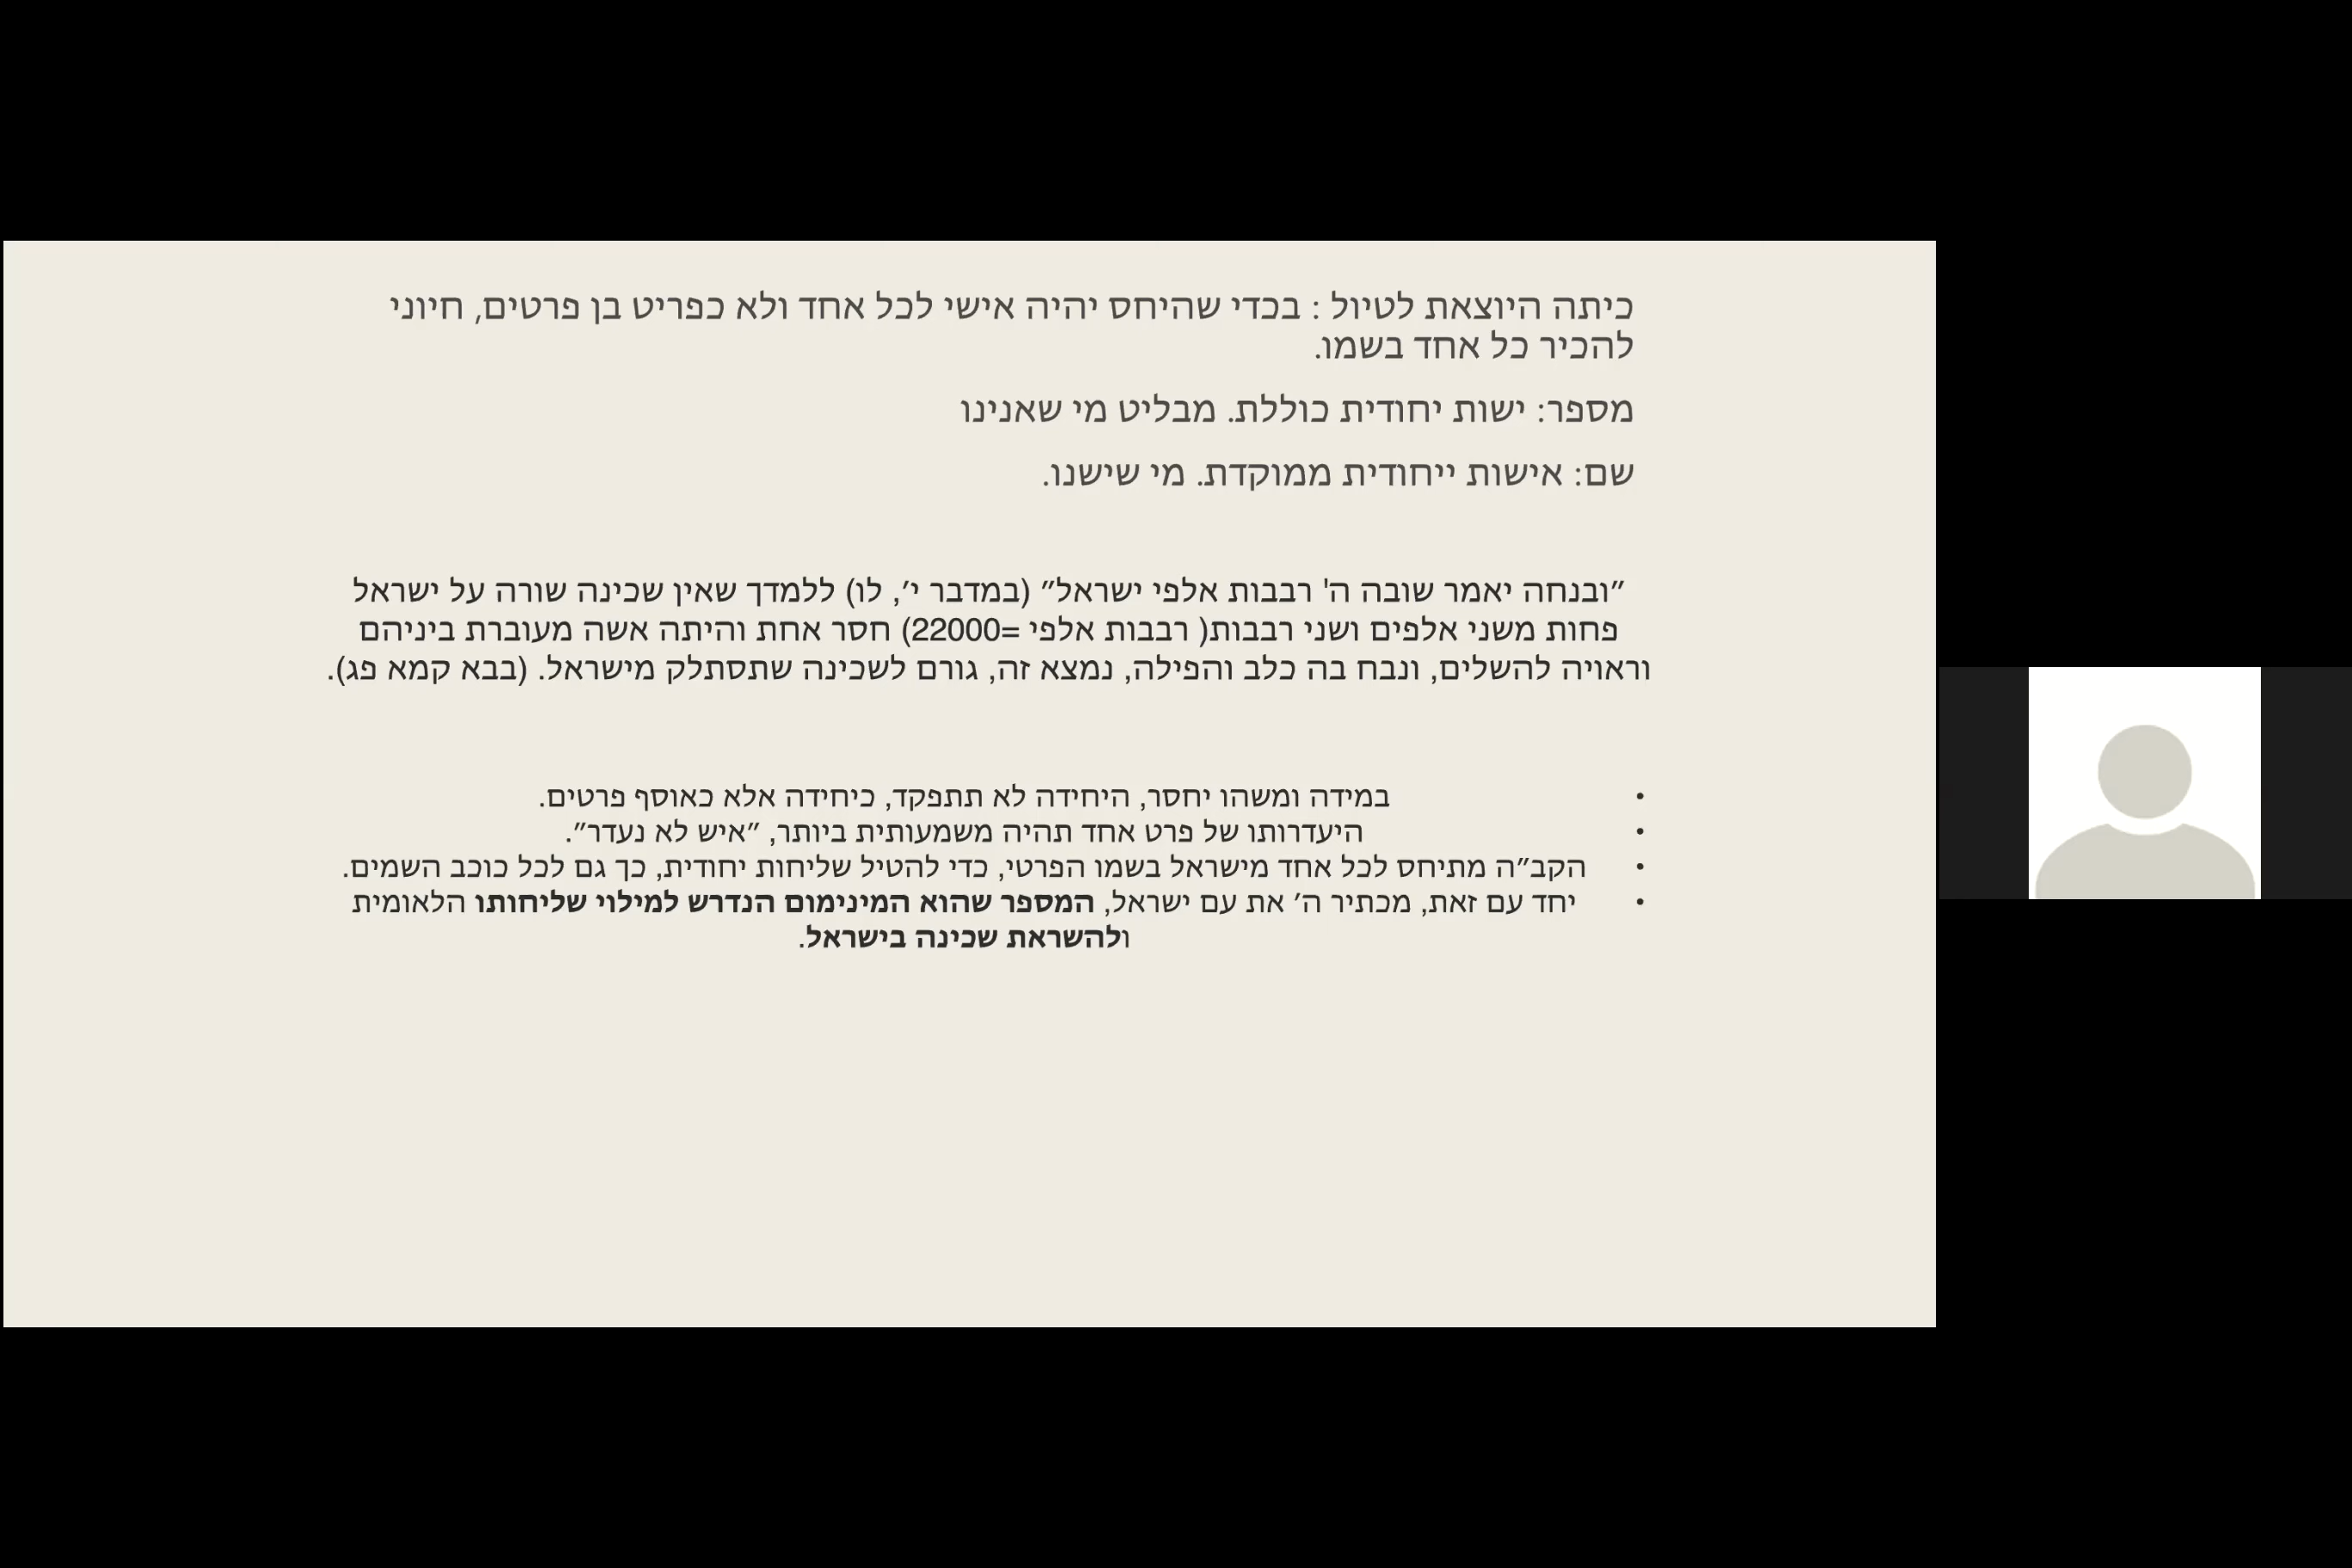 כיתה היוצאת לטיול : בכדי שהיחס יהיה אישי לכל אחד ולא כפריט בן פרטים, חיוני
להכיר כל אחד בשמו.
מספר: ישות יחודית כוללת. מבליט מי שאנינו
שם: אישות ייחודית ממוקדת. מי שישנו.
״ובנחה יאמר שובה ה' רבבות אלפי ישראל״ (במדבר י׳, לו) ללמדך שאין שכינה שורה על ישראל
פחות משני אלפים ושני רבבות( רבבות אלפי =22000) חסר אחת והיתה אשה מעוברת ביניהם
וראויה להשלים, ונבח בה כלב והפילה, נמצא זה, גורם לשכינה שתסתלק מישראל. (בבא קמא פג).
• במידה ומשהו יחסר, היחידה לא תתפקד, כיחידה אלא כאוסף פרטים.
• היעדרותו של פרט אחד תהיה משמעותית ביותר, ״איש לא נעדר״.
• הקב״ה מתיחס לכל אחד מישראל בשמו הפרטי, כדי להטיל שליחות יחודית, כך גם לכל כוכב השמים.
• יחד עם זאת, מכתיר ה׳ את עם ישראל, המספר שהוא המינימום הנדרש למילוי שליחותו הלאומית
ולהשראת שכינה בישראל.